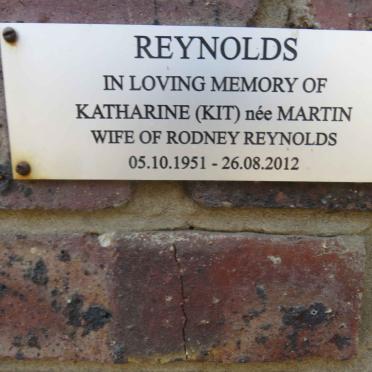 REYNOLDS
IN LOVING MEMORY OF
KATHARINE (KIT) née MARTIN
WIFE OF RODNEY REYNOLDS
05.10.1951 - 26.08.2012